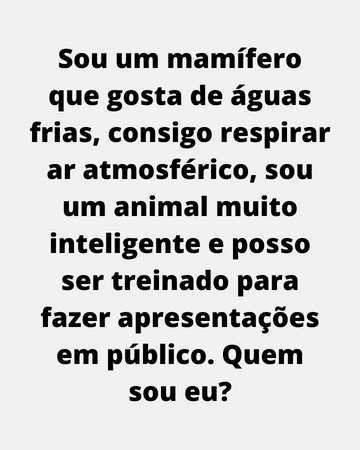 Sou um mamífero
que gosta de águas
frias, consigo respirar
ar atmosférico, sou
um animal muito
inteligente e posso
ser treinado para
fazer apresentações
em público. Quem
sou eu?